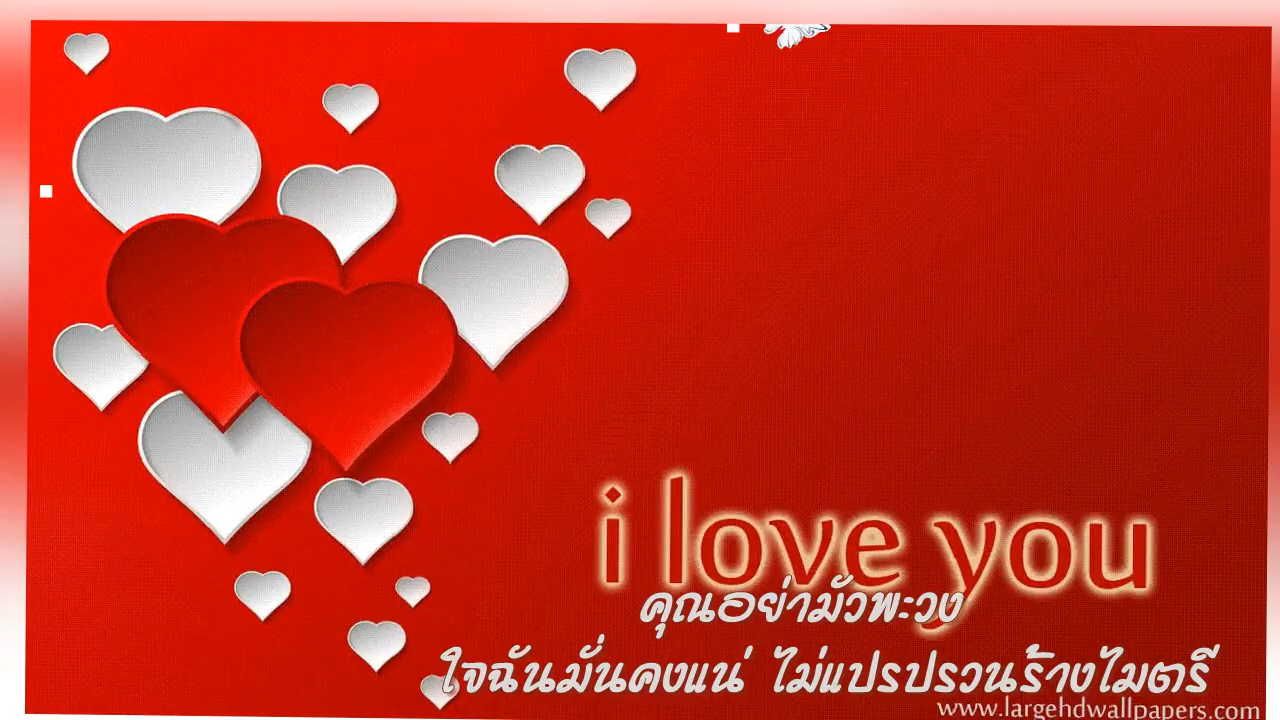 i love you
คุณอย่ามัวพะวง
ใจฉันมั่นคงแน่ ไม่แปรปรวนร้างไมตรี
www.largehdwallpapers.com